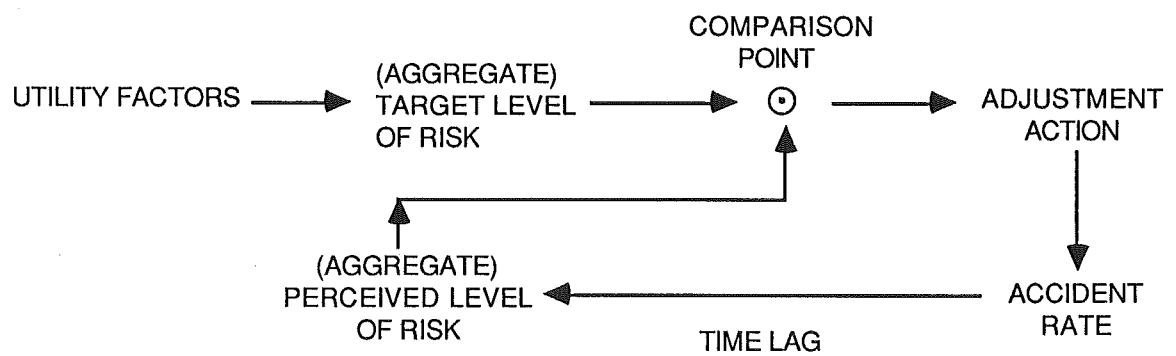 UTILITY FACTORS
(AGGREGATE)
TARGET LEVEL
OF RISK
COMPARISON
POINT
ADJUSTMENT
ACTION
(AGGREGATE)
PERCEIVED LEVEL
OF RISK
TIME LAG
ACCIDENT
RATE